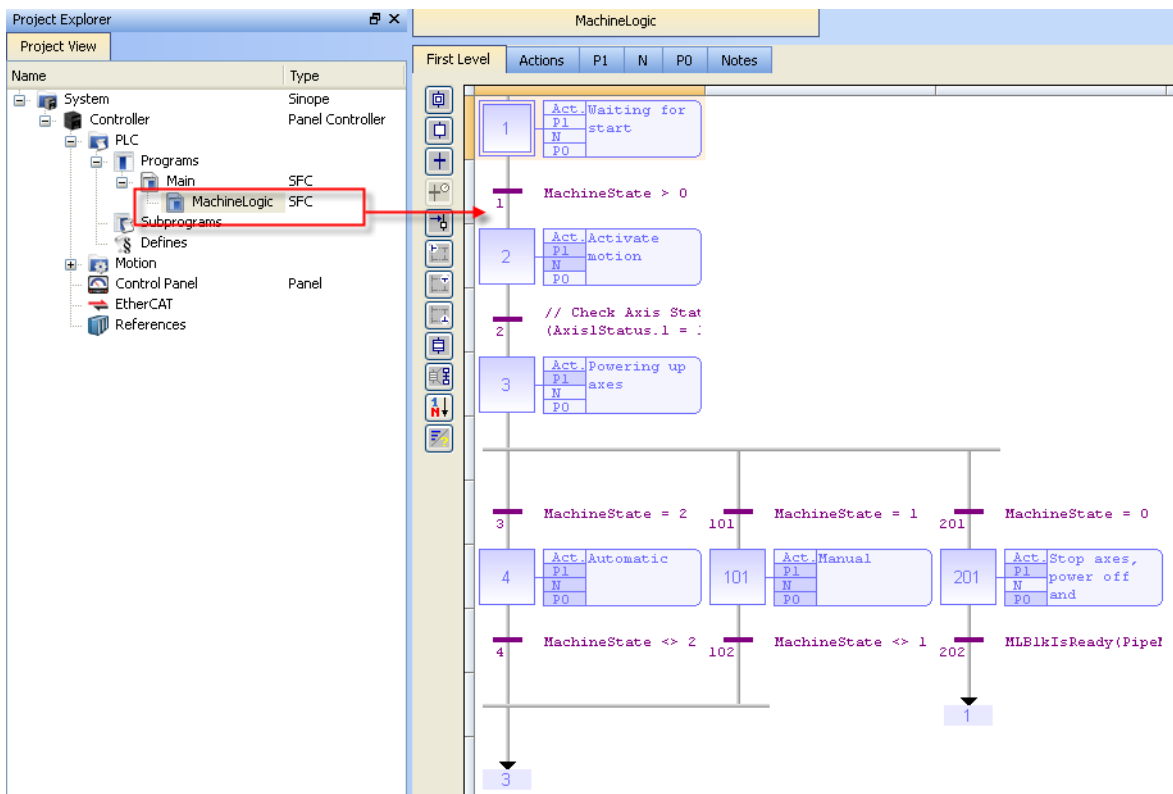 Project Explorer
Project View
Name Type
System Sinope
Controller Panel Controller
PLC
Programs
Main SFC
MachineLogic SFC
Subprograms
Defines
Motion
Control Panel Panel
EtherCAT
References
MachineLogic
First Level Actions P1 N P0 Notes
1
Act. Waiting for
P1 start
N
P0
1 MachineState > 0
2
Act. Activate
P1 motion
N
P0
// Check Axis Stat
2 (Axis1Status.1 =
3
Act. Powering up
P1 axes
N
P0
3 MachineState = 2 101 MachineState = 1 201 MachineState = 0
4
Act. Automatic
P1
N
P0
101
Act. Manual
P1
N
P0
201
Act. Stop axes,
P1 power off
N and
P0
4 MachineState <> 2 102 MachineState <> 1 202 MLBlkIsReady(Pipe
1
3